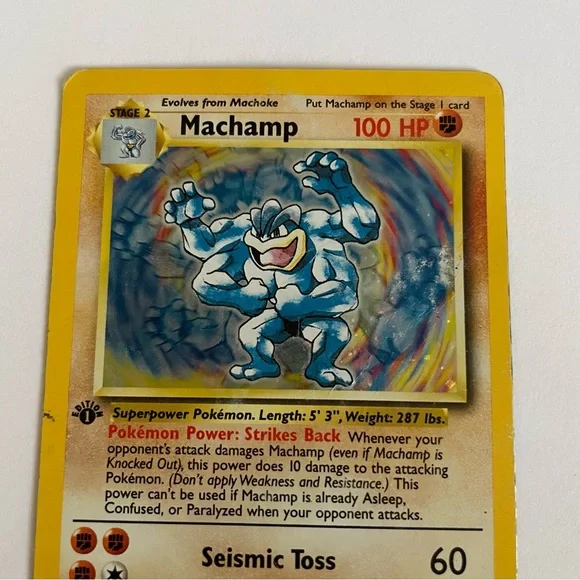 Evolves from Machoke Put Machamp on the Stage 1 card
STAGE 2
Machamp 100 HP
EDITION
1
Superpower Pokémon. Length: 5' 3", Weight: 287 lbs.
Pokémon Power: Strikes Back Whenever your
opponent's attack damages Machamp (even if Machamp is
Knocked Out), this power does 10 damage to the attacking
Pokémon. (Don't apply Weakness and Resistance.) This
power can't be used if Machamp is already Asleep,
Confused, or Paralyzed when your opponent attacks.
Seismic Toss 60